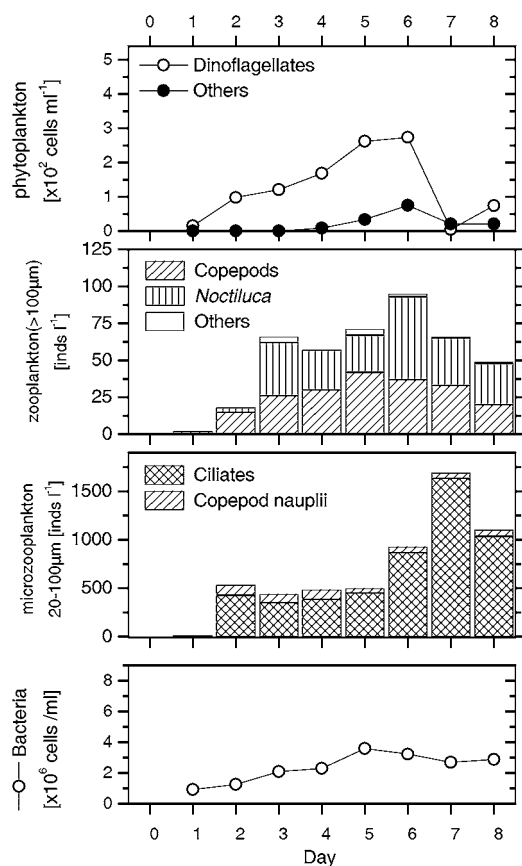 0 1 2 3 4 5 6 7 8
phytoplankton
[x10² cells ml⁻¹]
5
4
3
2
1
0
Dinoflagellates
Others
zooplankton(>100µm)
[inds l⁻¹]
125
100
75
50
25
0
Copepods
Noctiluca
Others
microzooplankton
20-100µm [inds l⁻¹]
1500
1000
500
0
Ciliates
Copepod nauplii
Bacteria
[x10⁶ cells /ml]
8
6
4
2
0
0 1 2 3 4 5 6 7 8
Day